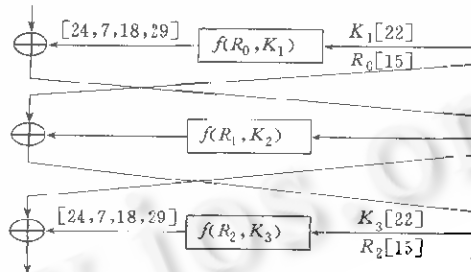 [24,7,18,29]
f(R₀,K₁)
K₁[22]
R₀[15]
f(R₁,K₂)
[24,7,18,29]
f(R₂,K₃)
K₃[22]
R₂[15]